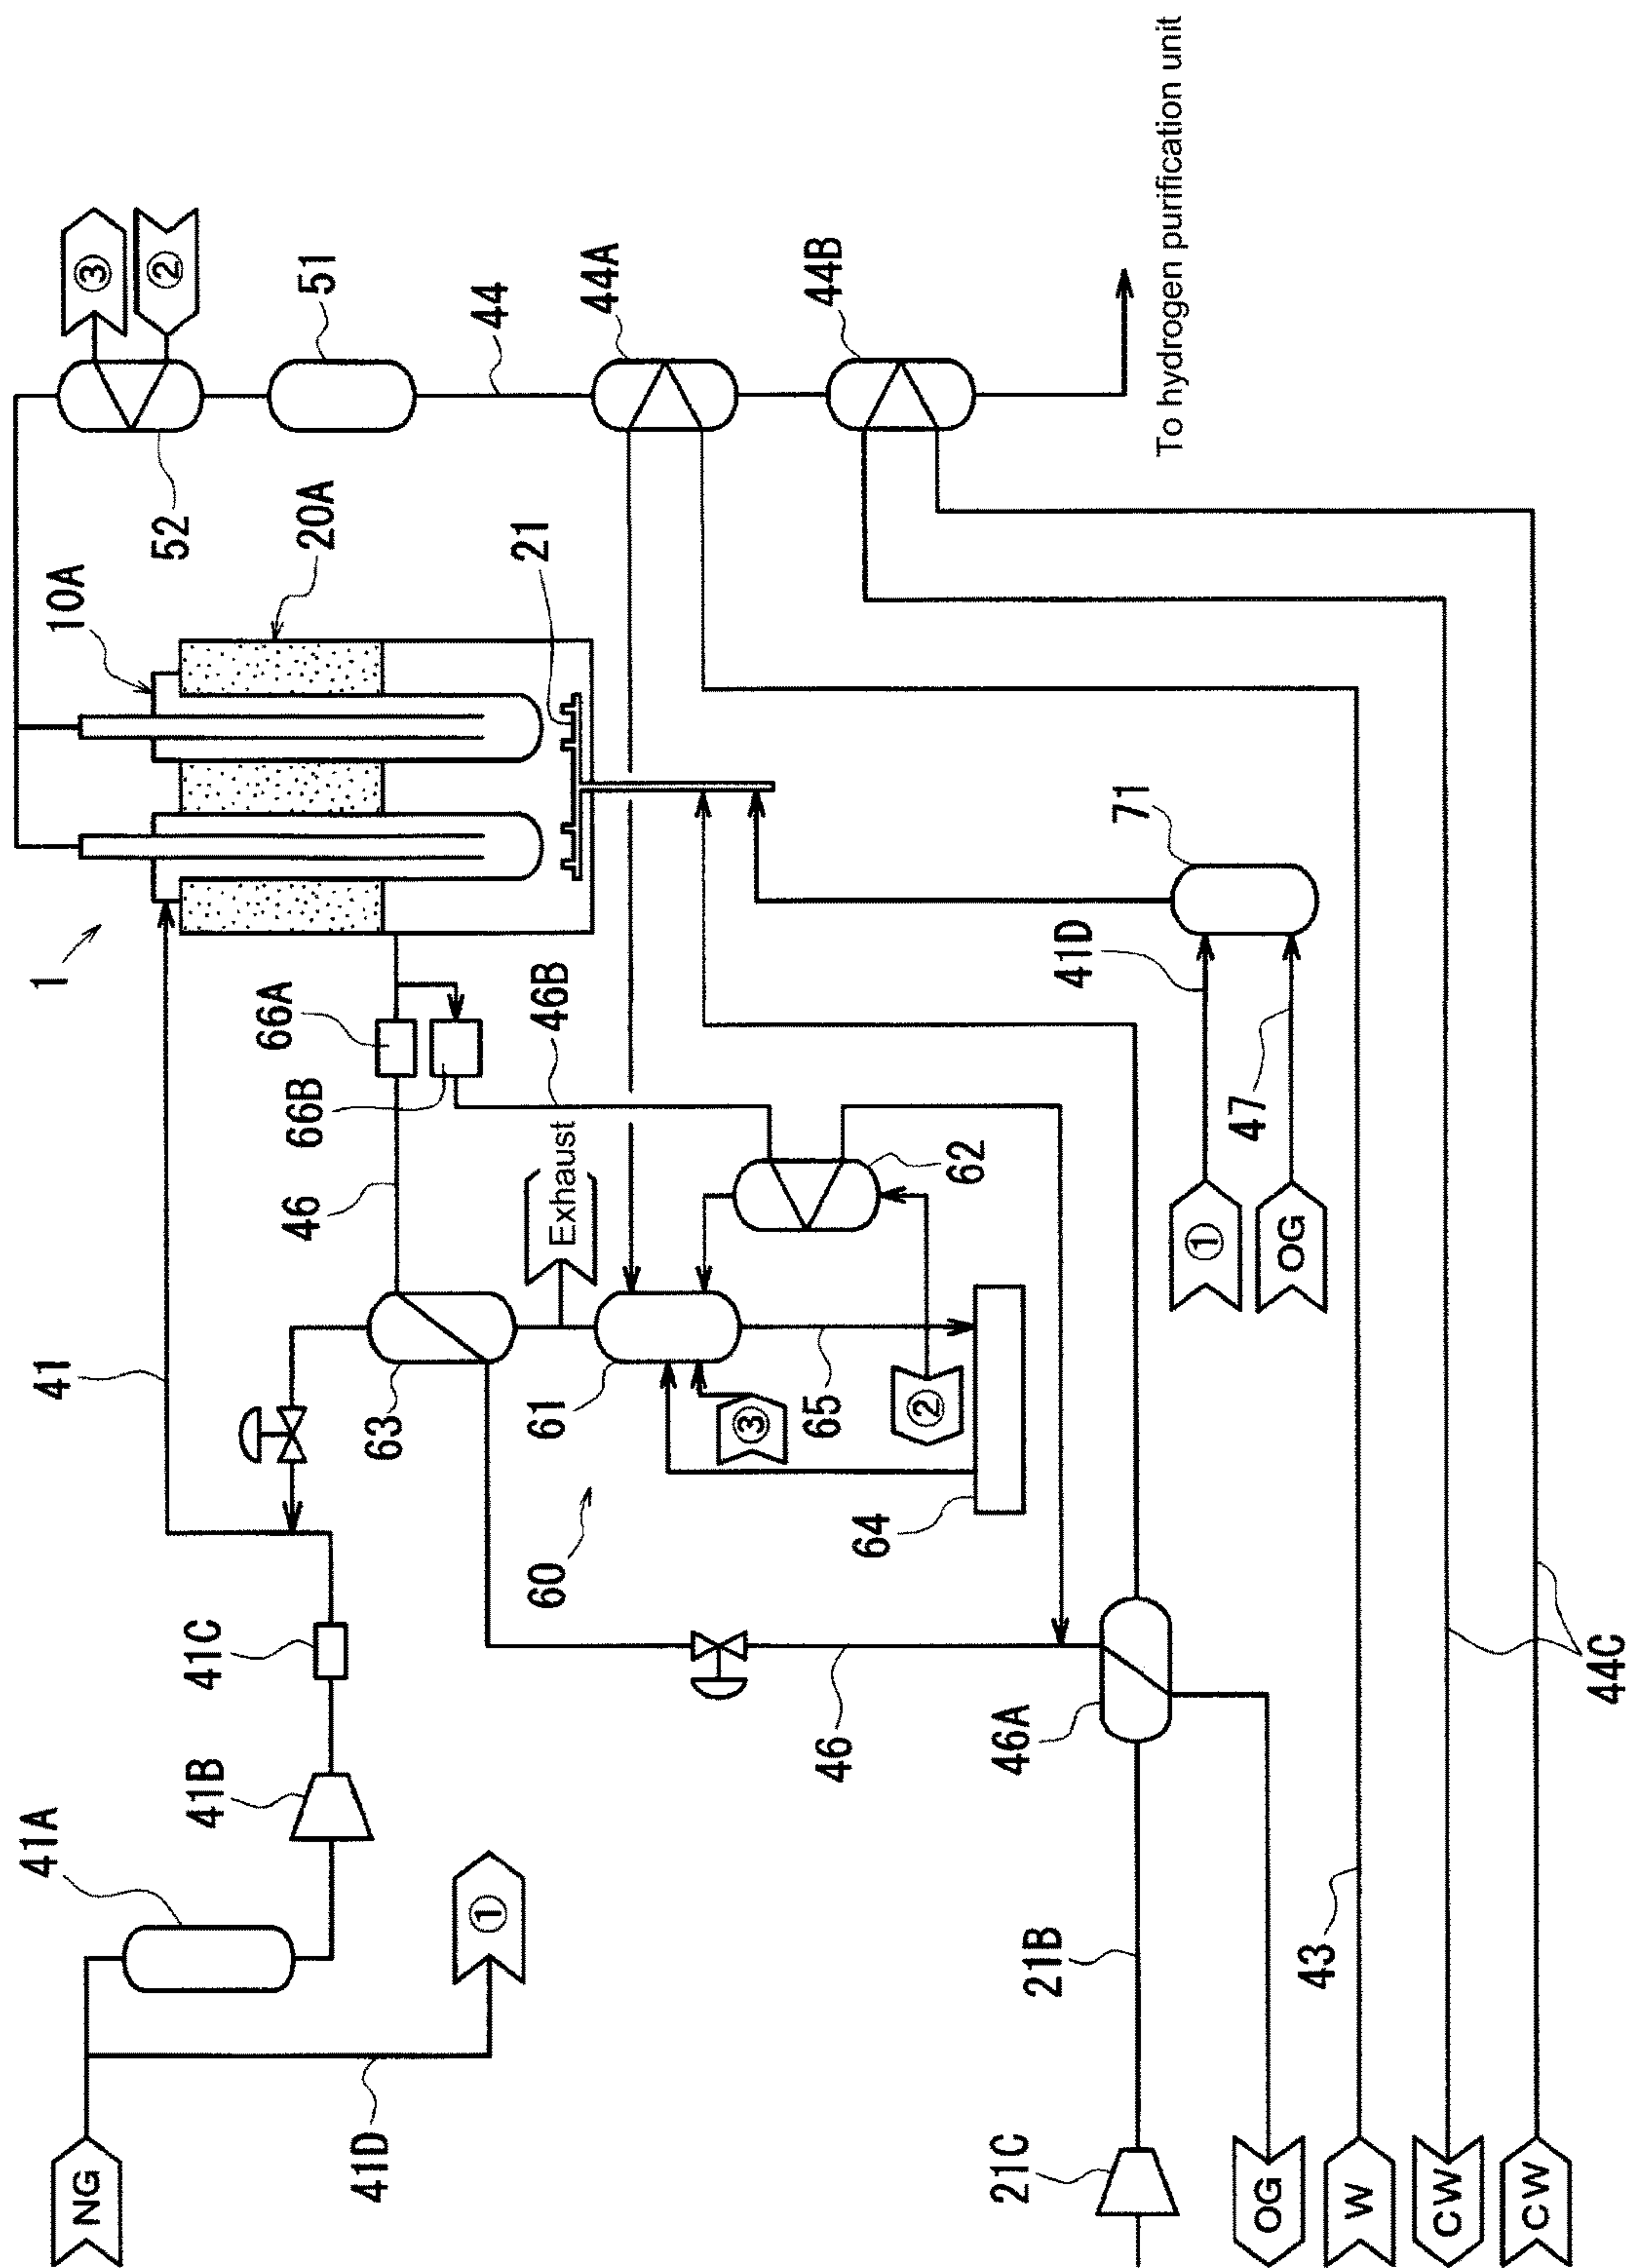 NG
41D
①
41A
41B
41C
41
1
10A
20A
21
52
③
②
51
44
44A
44B
To hydrogen purification unit
66A
66B
46
46B
Exhaust
63
61
60
③
65
②
62
64
46
46A
21B
21C
41D
71
47
①
OG
OG
W
43
CW
CW
44C